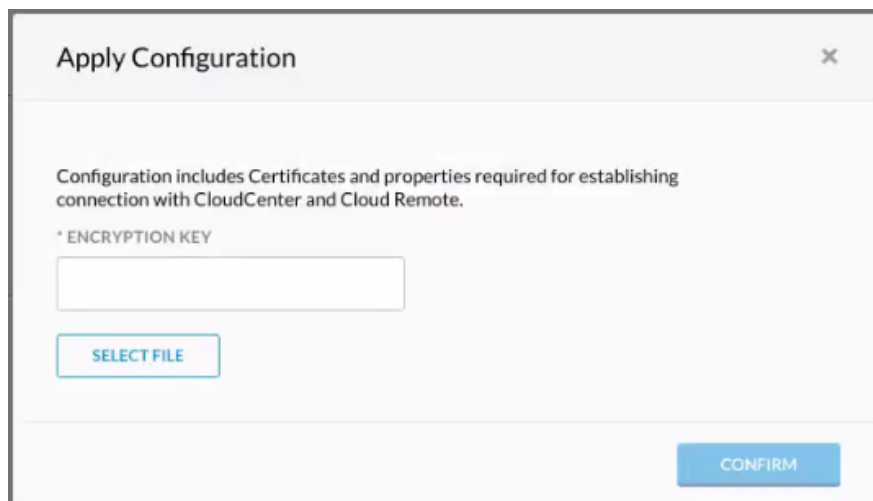 Apply Configuration
Configuration includes Certificates and properties required for establishing
connection with CloudCenter and Cloud Remote.
* ENCRYPTION KEY
SELECT FILE
CONFIRM